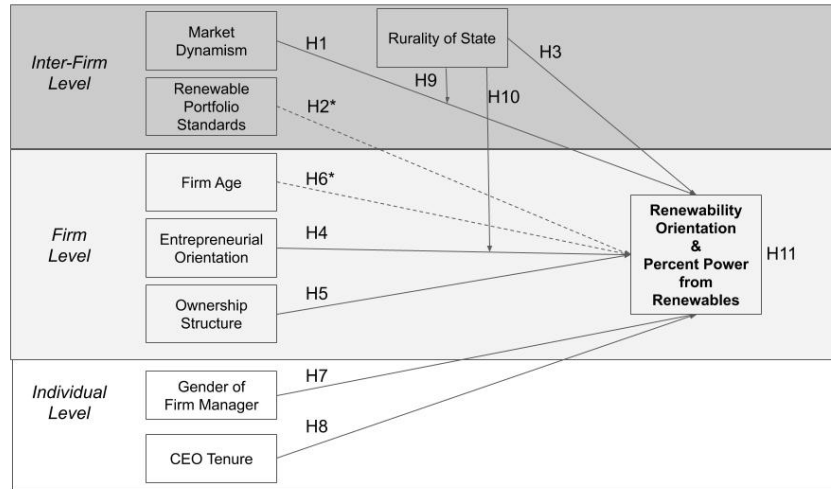 Inter-Firm
Level
Market
Dynamism
H1
Rurality of State
H3
H9
H10
Renewable
Portfolio
Standards
H2*
Firm
Level
Firm Age
H6*
Entrepreneurial
Orientation
H4
Ownership
Structure
H5
Renewability
Orientation
&
Percent Power
from
Renewables
H11
Individual
Level
Gender of
Firm Manager
H7
CEO Tenure
H8